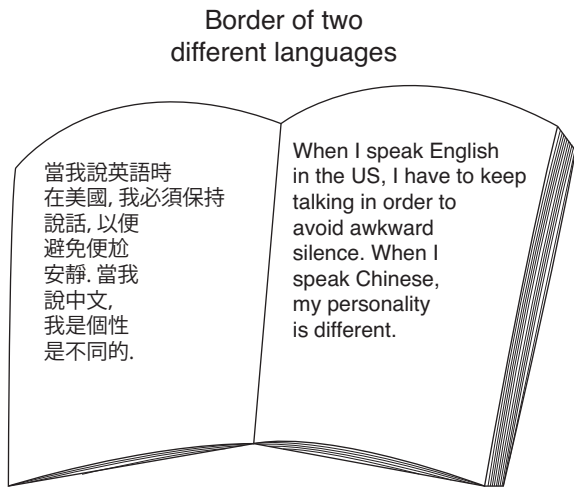 Border of two
different languages
當我說英語時
在美國, 我必須保持
說話, 以便
避免便尬
安靜. 當我
說中文,
我是個性
是不同的.
When I speak English
in the US, I have to keep
talking in order to
avoid awkward
silence. When I
speak Chinese,
my personality
is different.